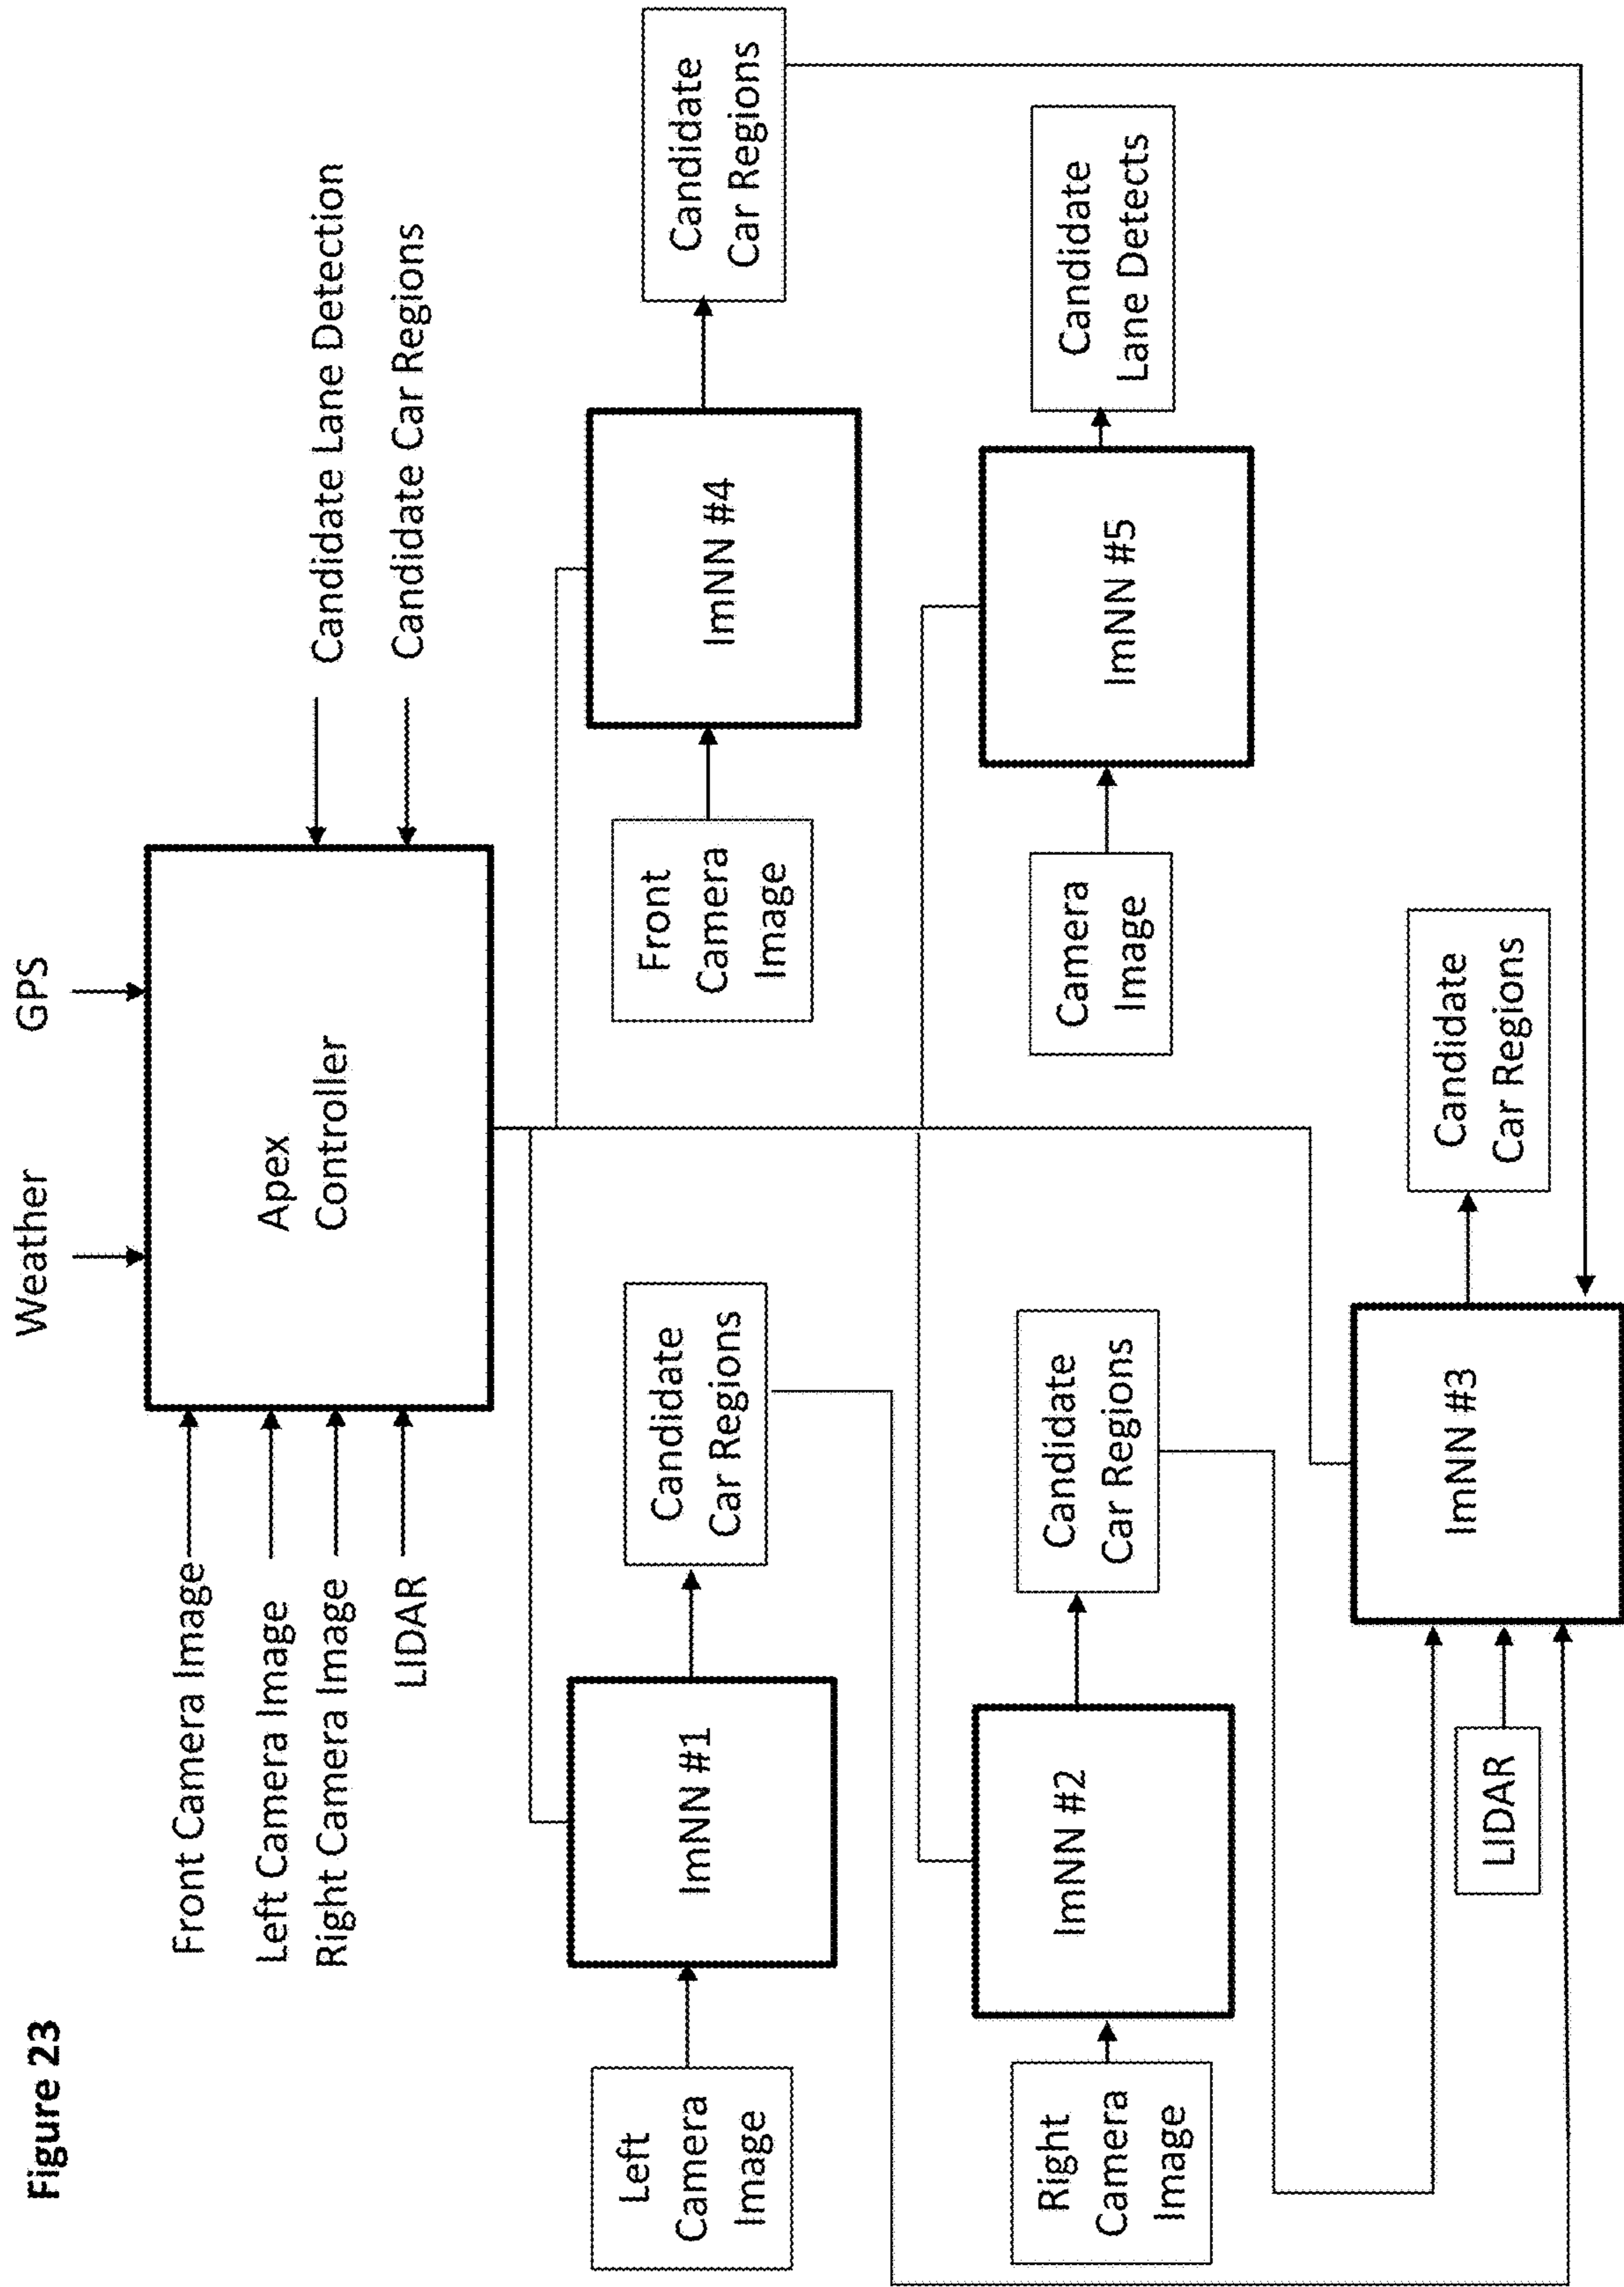 Figure 23
Weather
GPS
Front Camera Image
Left Camera Image
Right Camera Image
LIDAR
Apex
Controller
Candidate Lane Detection
Candidate Car Regions
Left
Camera
Image
ImNN #1
Candidate
Car Regions
Front
Camera
Image
ImNN #4
Candidate
Car Regions
Right
Camera
Image
ImNN #2
Candidate
Car Regions
Camera
Image
ImNN #5
Candidate
Lane Detects
LIDAR
ImNN #3
Candidate
Car Regions